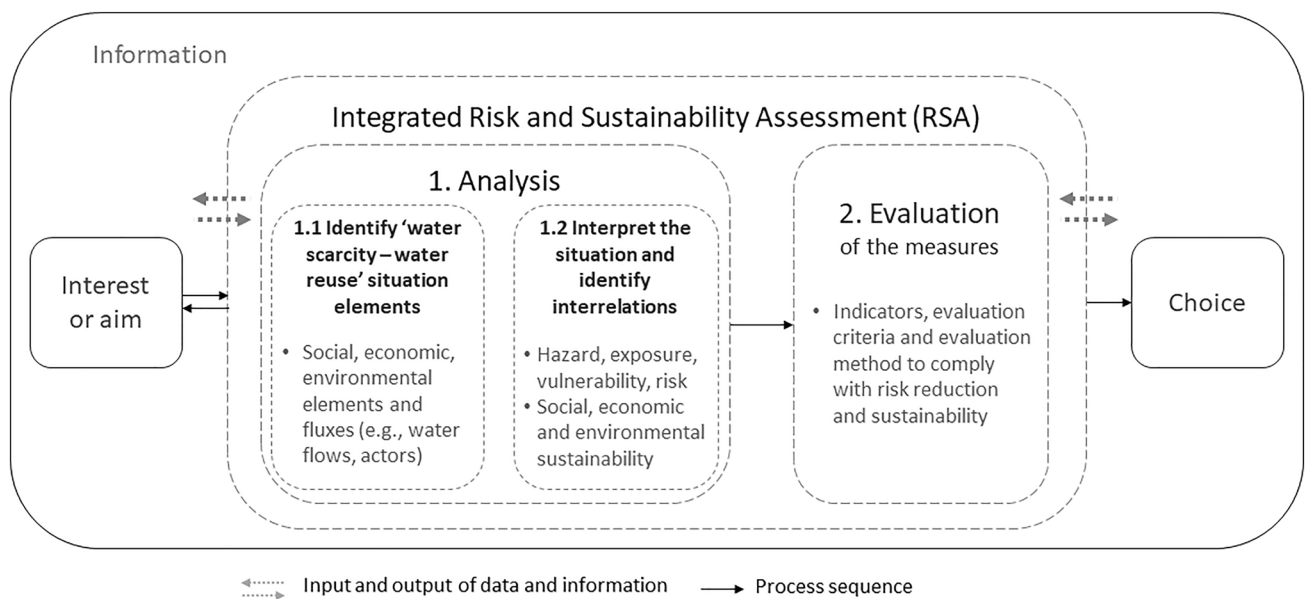 Information
Integrated Risk and Sustainability Assessment (RSA)
1. Analysis
1.1 Identify ‘water
scarcity – water
reuse’ situation
elements
• Social, economic,
environmental
elements and
fluxes (e.g., water
flows, actors)
1.2 Interpret the
situation and
identify
interrelations
• Hazard, exposure,
vulnerability, risk
• Social, economic
and environmental
sustainability
2. Evaluation
of the measures
• Indicators, evaluation
criteria and evaluation
method to comply
with risk reduction
and sustainability
Interest
or aim
Choice
Input and output of data and information
Process sequence